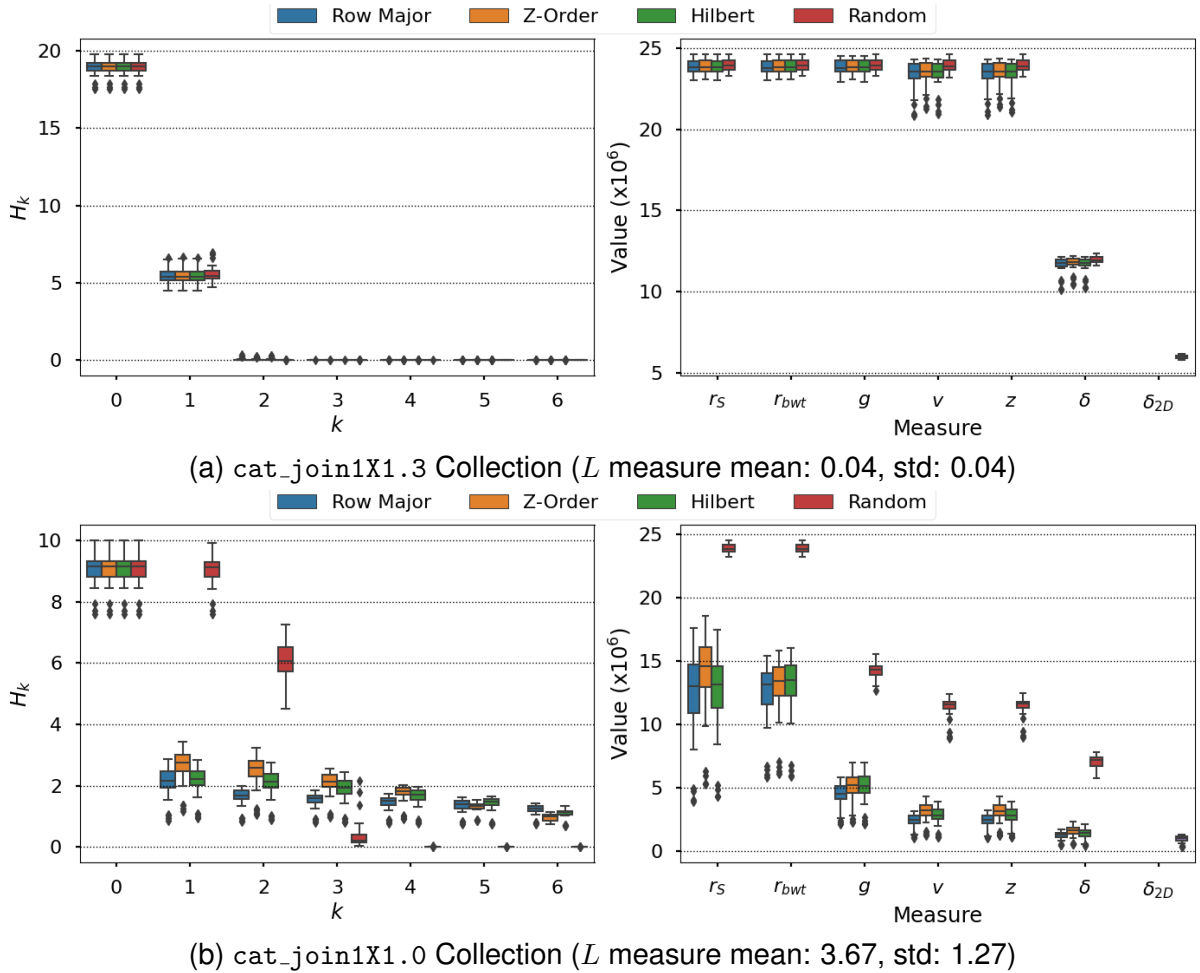 Row Major Z-Order Hilbert Random
20
15
10
5
0
H_k
0 1 2 3 4 5 6
k
25
20
15
10
5
Value (x10^6)
r_S r_bwt g v z δ δ_2D
Measure
(a) cat_join1X1.3 Collection (L measure mean: 0.04, std: 0.04)
Row Major Z-Order Hilbert Random
10
8
6
4
2
0
H_k
0 1 2 3 4 5 6
k
25
20
15
10
5
0
Value (x10^6)
r_S r_bwt g v z δ δ_2D
Measure
(b) cat_join1X1.0 Collection (L measure mean: 3.67, std: 1.27)